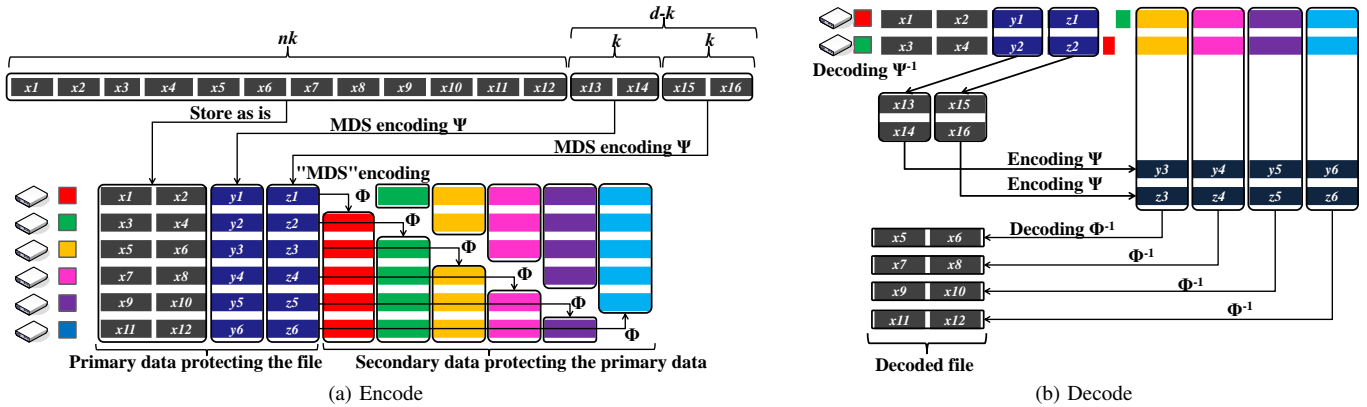 d-k
nk
k
k
x1 x2 x3 x4 x5 x6 x7 x8 x9 x10 x11 x12 x13 x14 x15 x16
Store as is
MDS encoding Ψ
MDS encoding Ψ
"MDS"encoding
x1 x2 y1 z1 Φ
x3 x4 y2 z2 Φ
x5 x6 y3 z3 Φ
x7 x8 y4 z4 Φ
x9 x10 y5 z5 Φ
x11 x12 y6 z6 Φ
Primary data protecting the file
Secondary data protecting the primary data
(a) Encode
x1 x2 y1 z1
x3 x4 y2 z2
Decoding Ψ-1
x13 x15
x14 x16
Encoding Ψ
y3 y4 y5 y6
Encoding Ψ
z3 z4 z5 z6
x5 x6 Decoding Φ-1
x7 x8 Φ-1
x9 x10 Φ-1
x11 x12 Φ-1
Decoded file
(b) Decode